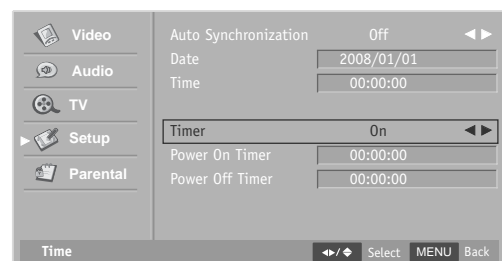 Video
Audio
TV
Setup
Parental
Auto Synchronization Off
Date 2008/01/01
Time 00:00:00
Timer On
Power On Timer 00:00:00
Power Off Timer 00:00:00
Time Select MENU Back